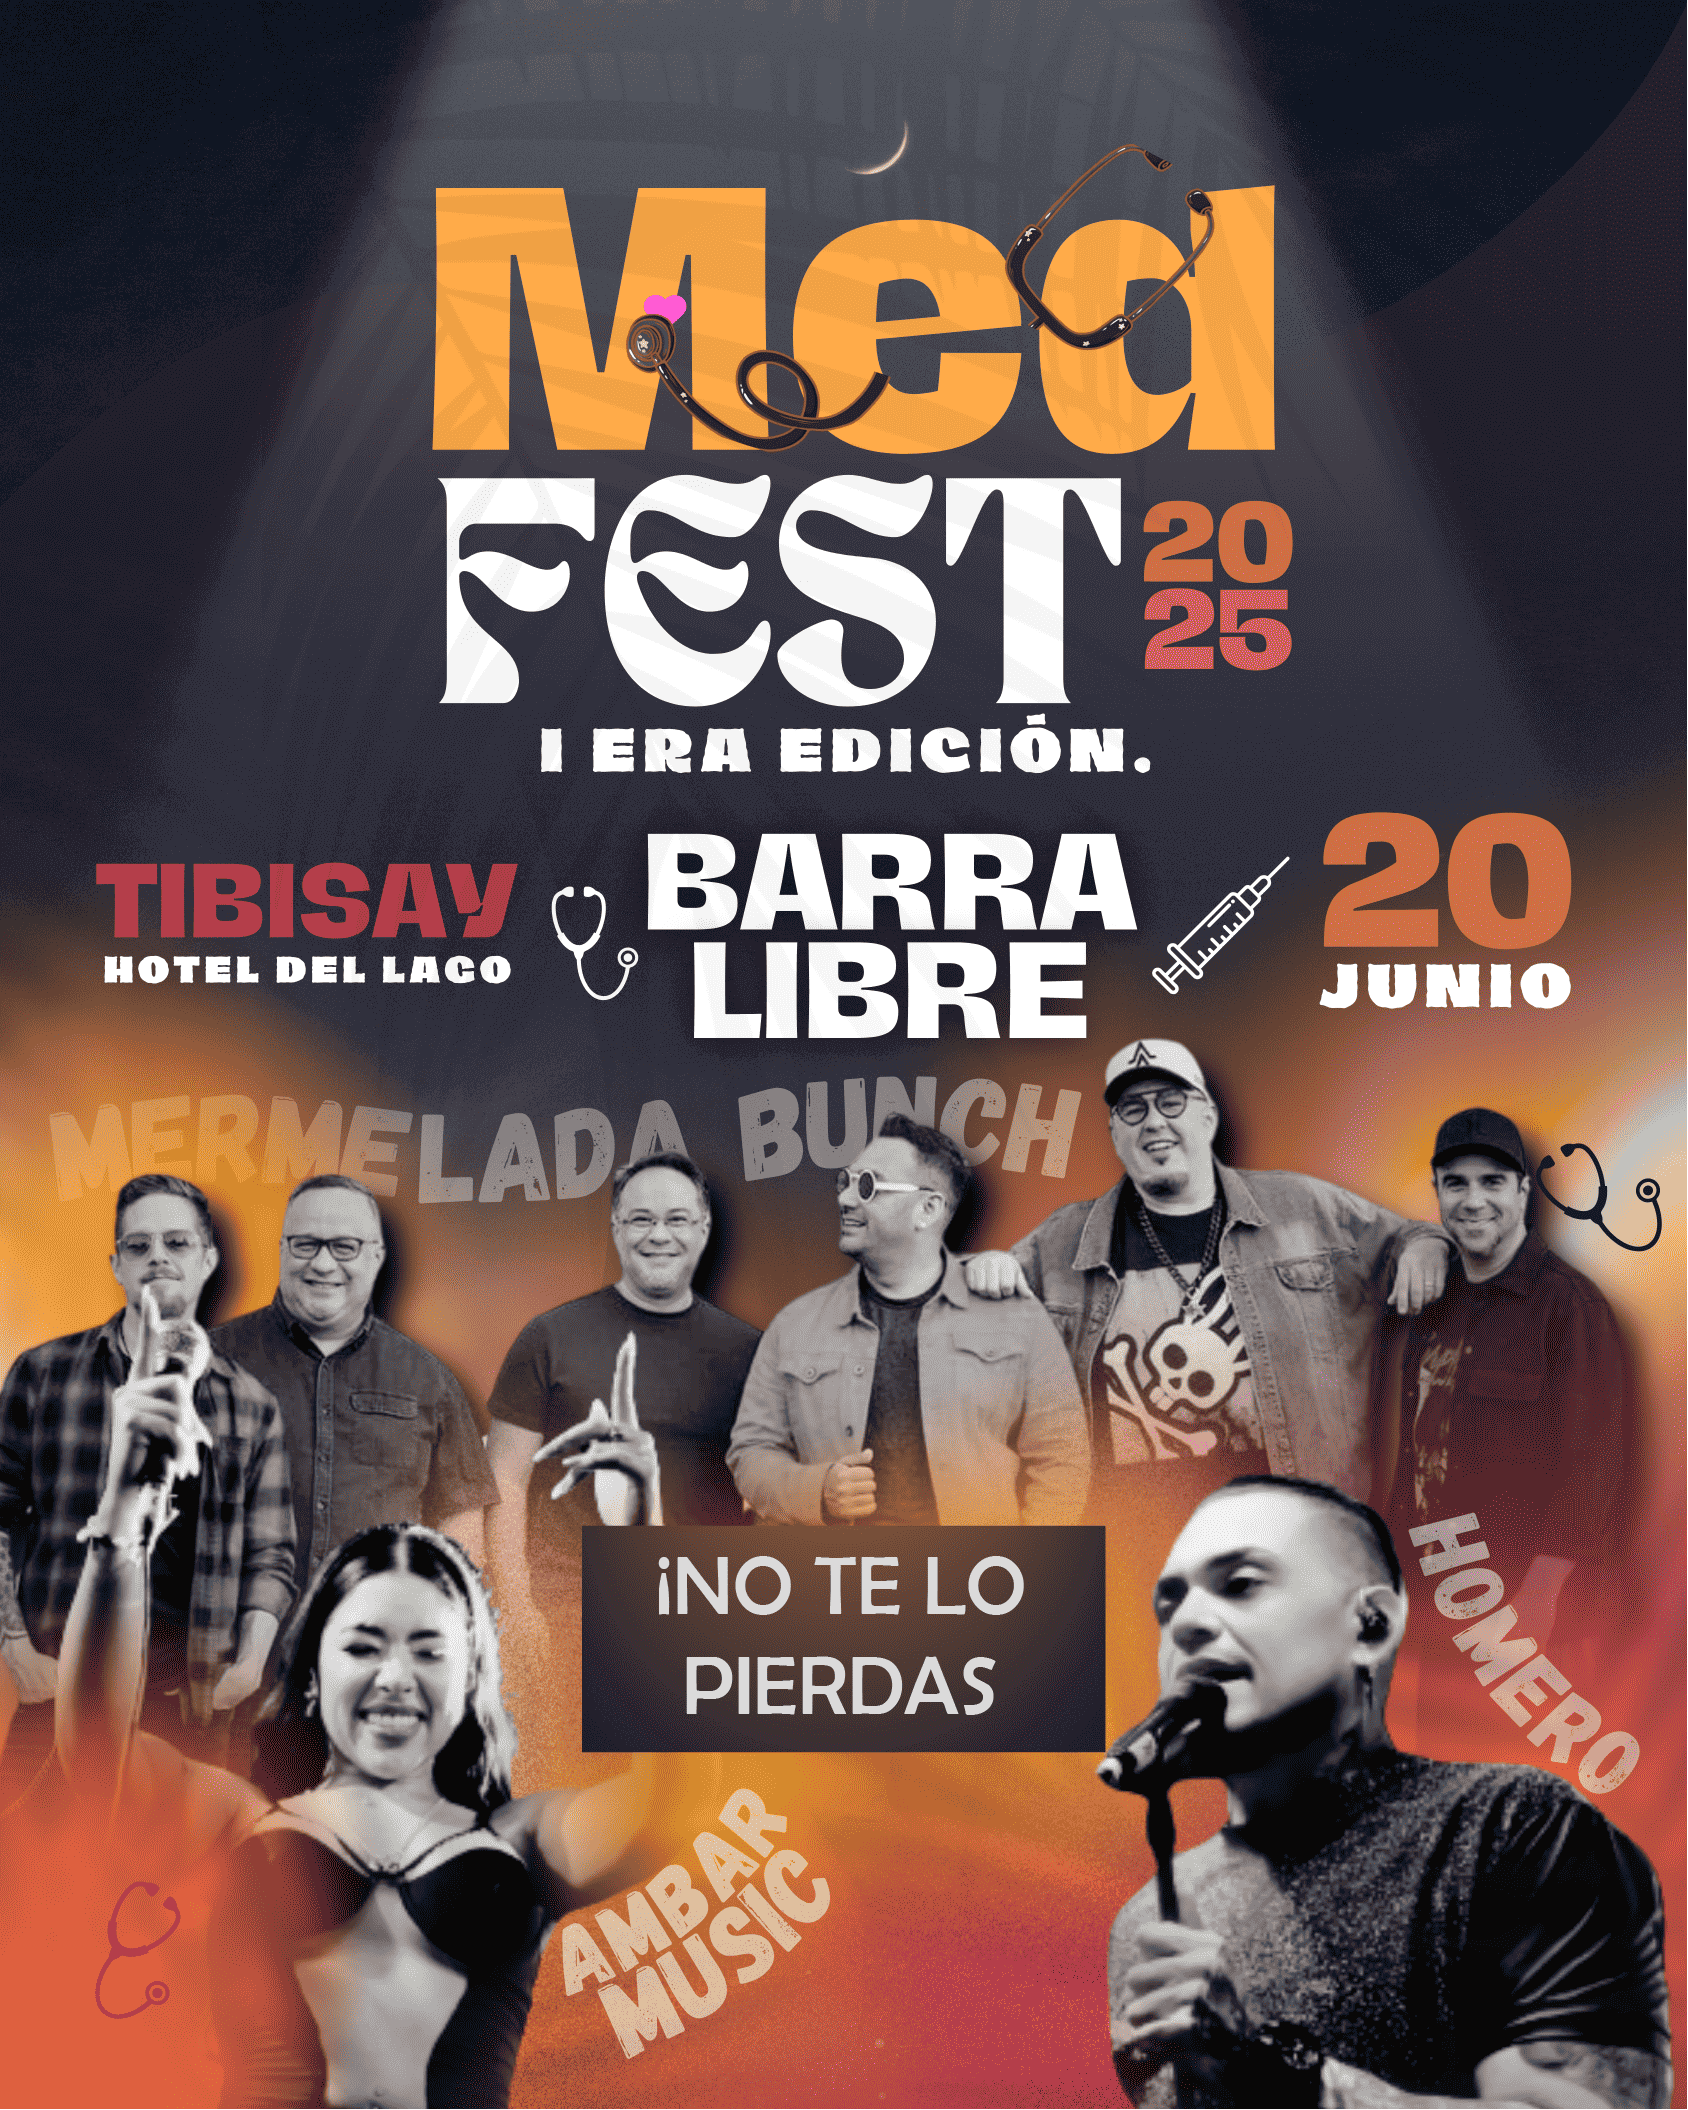 Med
FEST
20
25
I ERA EDICIÓN.
TIBISAY
HOTEL DEL LAGO
BARRA
LIBRE
20
JUNIO
MERMELADA BUNCH
¡NO TE LO
PIERDAS
HOMERO
AMBAR
MUSIC